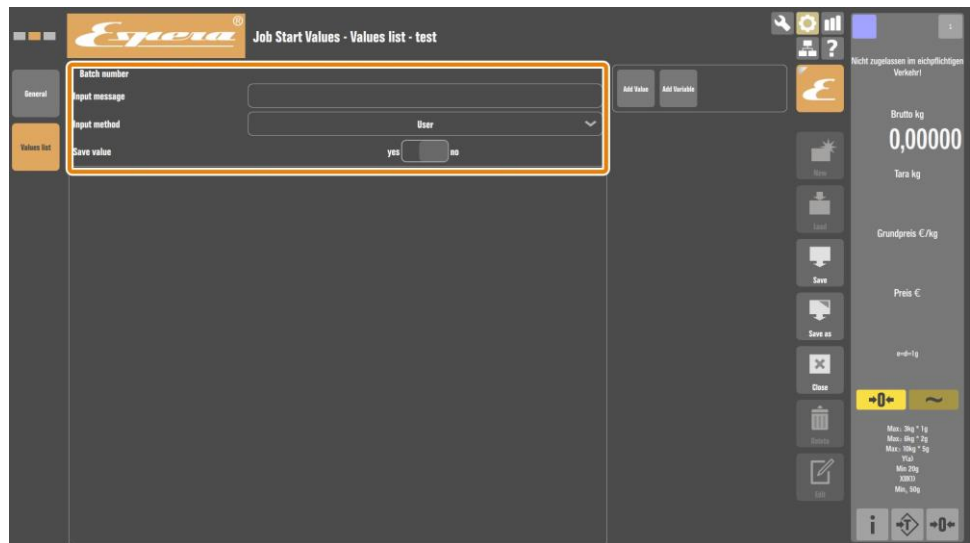 Espera®
Job Start Values - Values list - test
?
General
Values list
Batch number
Input message
Input method
User
Save value
yes
no
Add Value
Add Variable
New
Load
Save
Save as
Close
Delete
Edit
1
Nicht zugelassen im eichpflichtigen
Verkehr!
Brutto kg
0,00000
Tara kg
Grundpreis €/kg
Preis €
e=d=1g
→0←
~
Max: 3kg * 1g
Max: 6kg * 2g
Max: 10kg * 5g
Min 20g
Min, 50g
i
T
→0←